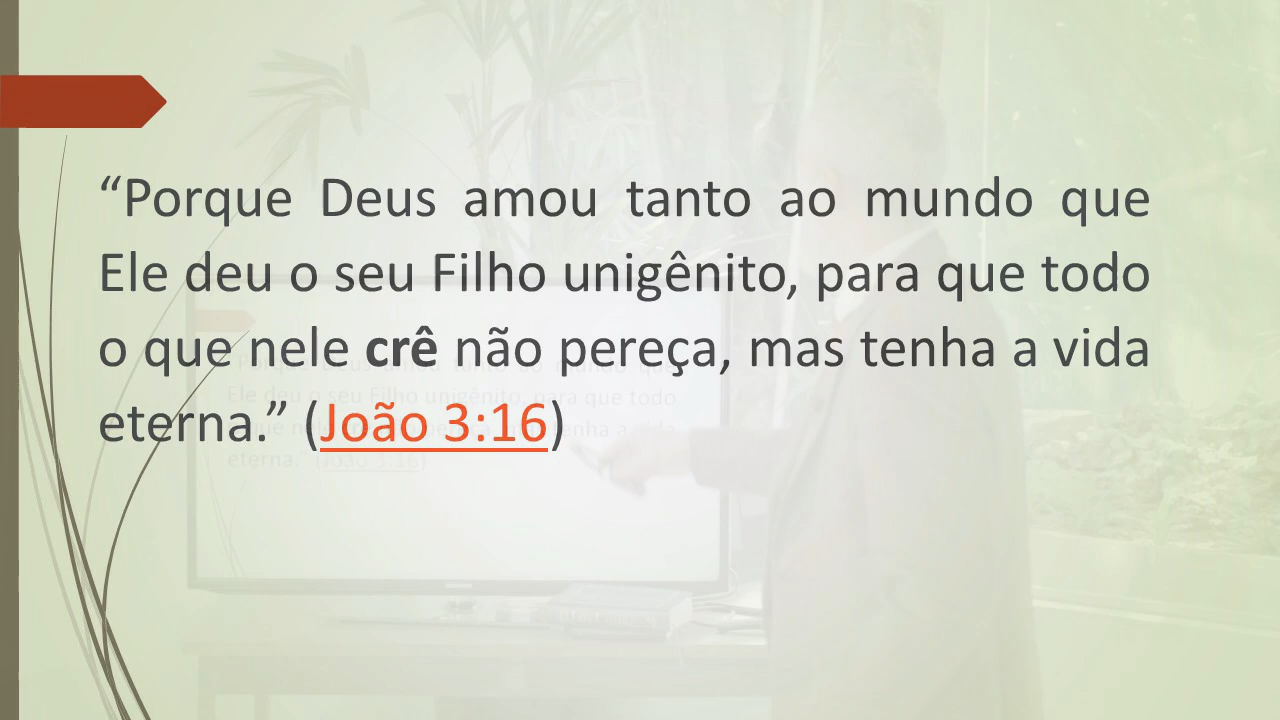 “Porque Deus amou tanto ao mundo que
Ele deu o seu Filho unigênito, para que todo
o que nele crê não pereça, mas tenha a vida
eterna.” (João 3:16)